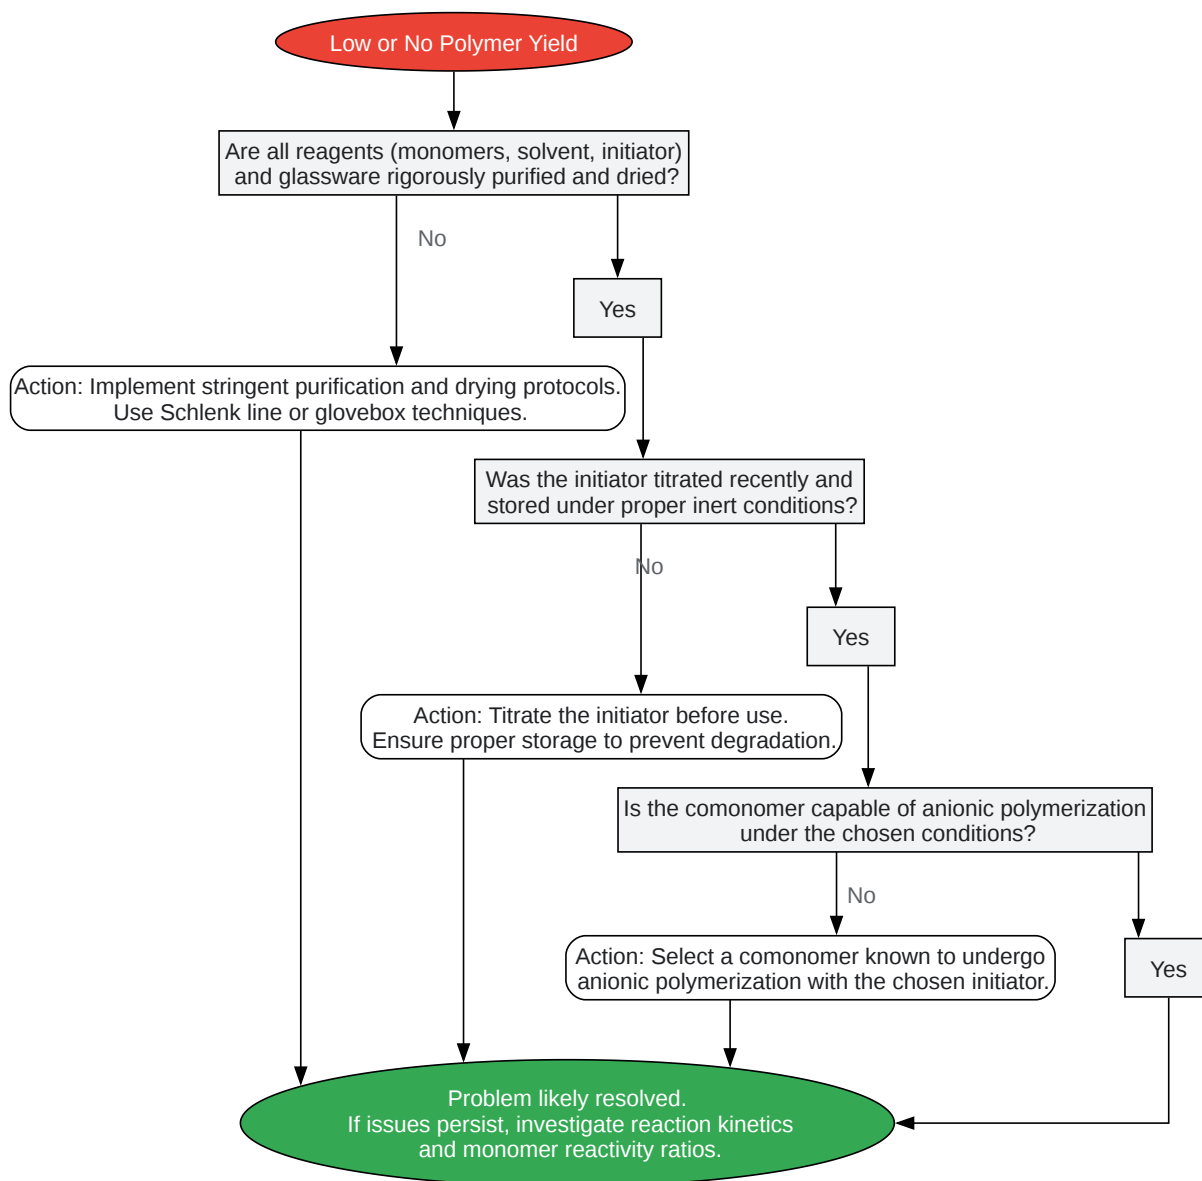 Low or No Polymer Yield
Are all reagents (monomers, solvent, initiator)
and glassware rigorously purified and dried?
No
Yes
Action: Implement stringent purification and drying protocols.
Use Schlenk line or glovebox techniques.
Was the initiator titrated recently and
stored under proper inert conditions?
No
Yes
Action: Titrate the initiator before use.
Ensure proper storage to prevent degradation.
Is the comonomer capable of anionic polymerization
under the chosen conditions?
No
Action: Select a comonomer known to undergo
anionic polymerization with the chosen initiator.
Yes
Problem likely resolved.
If issues persist, investigate reaction kinetics
and monomer reactivity ratios.